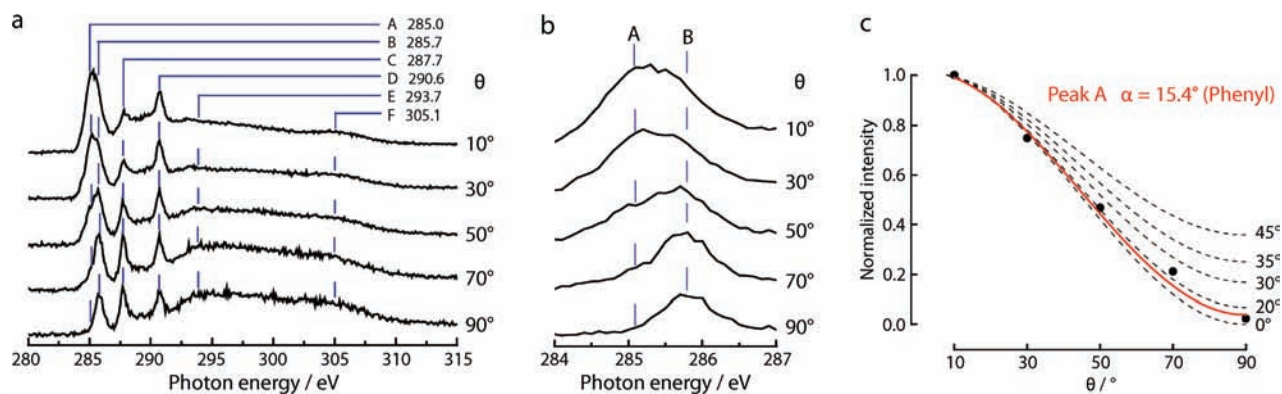 a
A 285.0
B 285.7
C 287.7
D 290.6
E 293.7
F 305.1
θ
10°
30°
50°
70°
90°
280 285 290 295 300 305 310 315
Photon energy / eV
b
A B
θ
10°
30°
50°
70°
90°
284 285 286 287
Photon energy / eV
c
Normalized intensity
1.0
0.8
0.6
0.4
0.2
0.0
Peak A α = 15.4° (Phenyl)
45°
35°
30°
20°
0°
10 30 50 70 90
θ / °